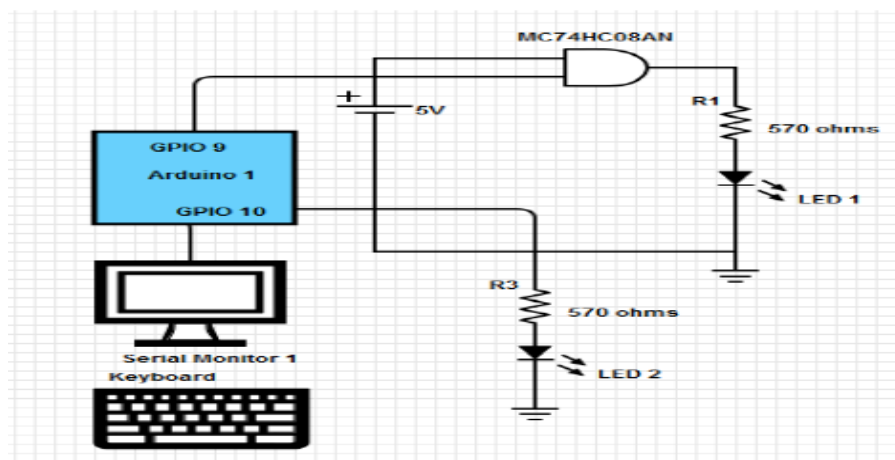 MC74HC08AN
+
5V
R1
570 ohms
GPIO 9
Arduino 1
GPIO 10
LED 1
R3
570 ohms
Serial Monitor 1
LED 2
Keyboard